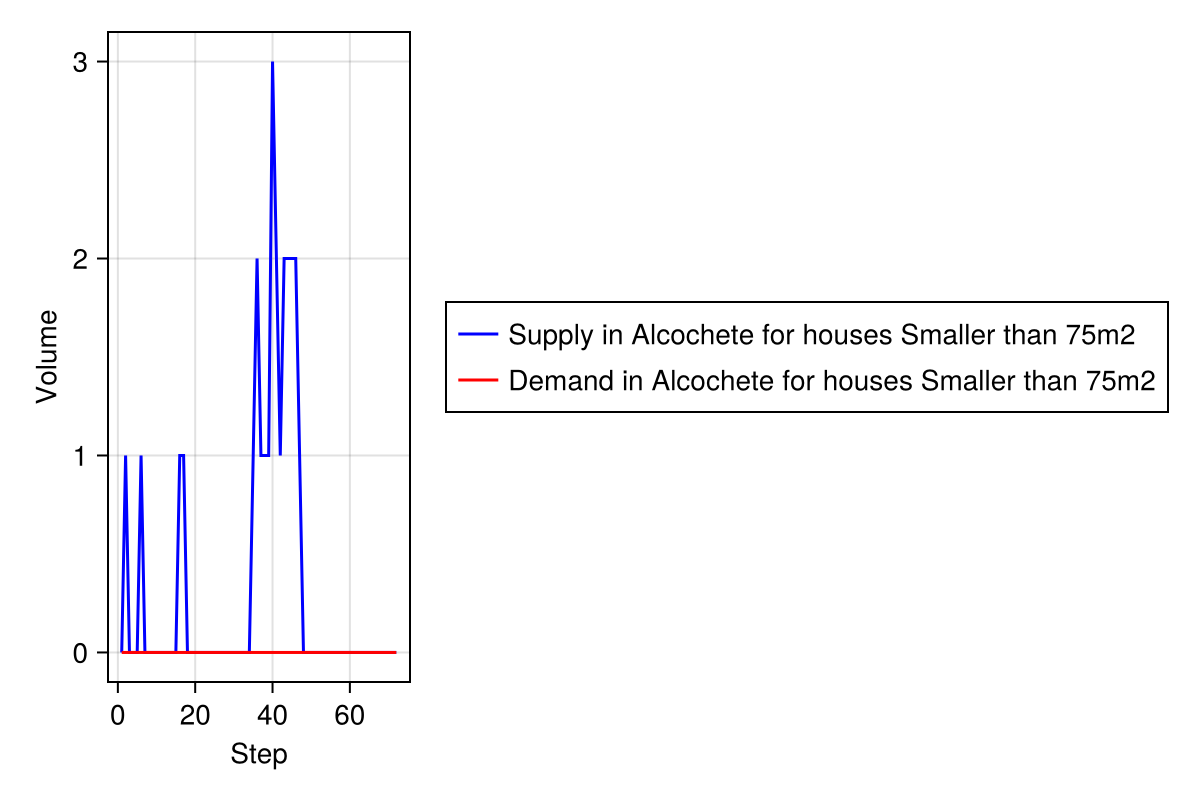 3
2
1
0
Volume
0 20 40 60
Step
Supply in Alcochete for houses Smaller than 75m2
Demand in Alcochete for houses Smaller than 75m2